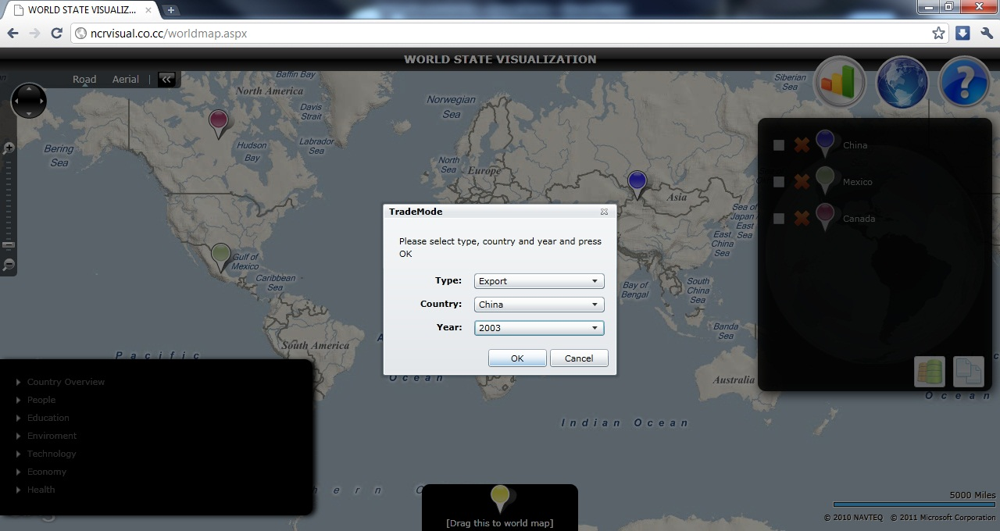 WORLD STATE VISUALIZ...
ncrvisual.co.cc/worldmap.aspx
WORLD STATE VISUALIZATION
Road Aerial
Baffin Bay
North America
Davis Strait
Hudson Bay
Labrador Sea
Bering Sea
Norwegian Sea
North Sea
Europe
Siberian Sea
Asia
Sea of Japan / East Sea
East China Sea
South China Sea
Bay of Bengal
Banda Sea
Gulf of Mexico
Caribbean Sea
South America
Pacific
Ocean
Australia
Ocean
Indian Ocean
China
Mexico
Canada
TradeMode
Please select type, country and year and press
OK
Type: Export
Country: China
Year: 2003
OK Cancel
Country Overview
People
Education
Enviroment
Technology
Economy
Health
[Drag this to world map]
5000 Miles
© 2010 NAVTEQ © 2011 Microsoft Corporation